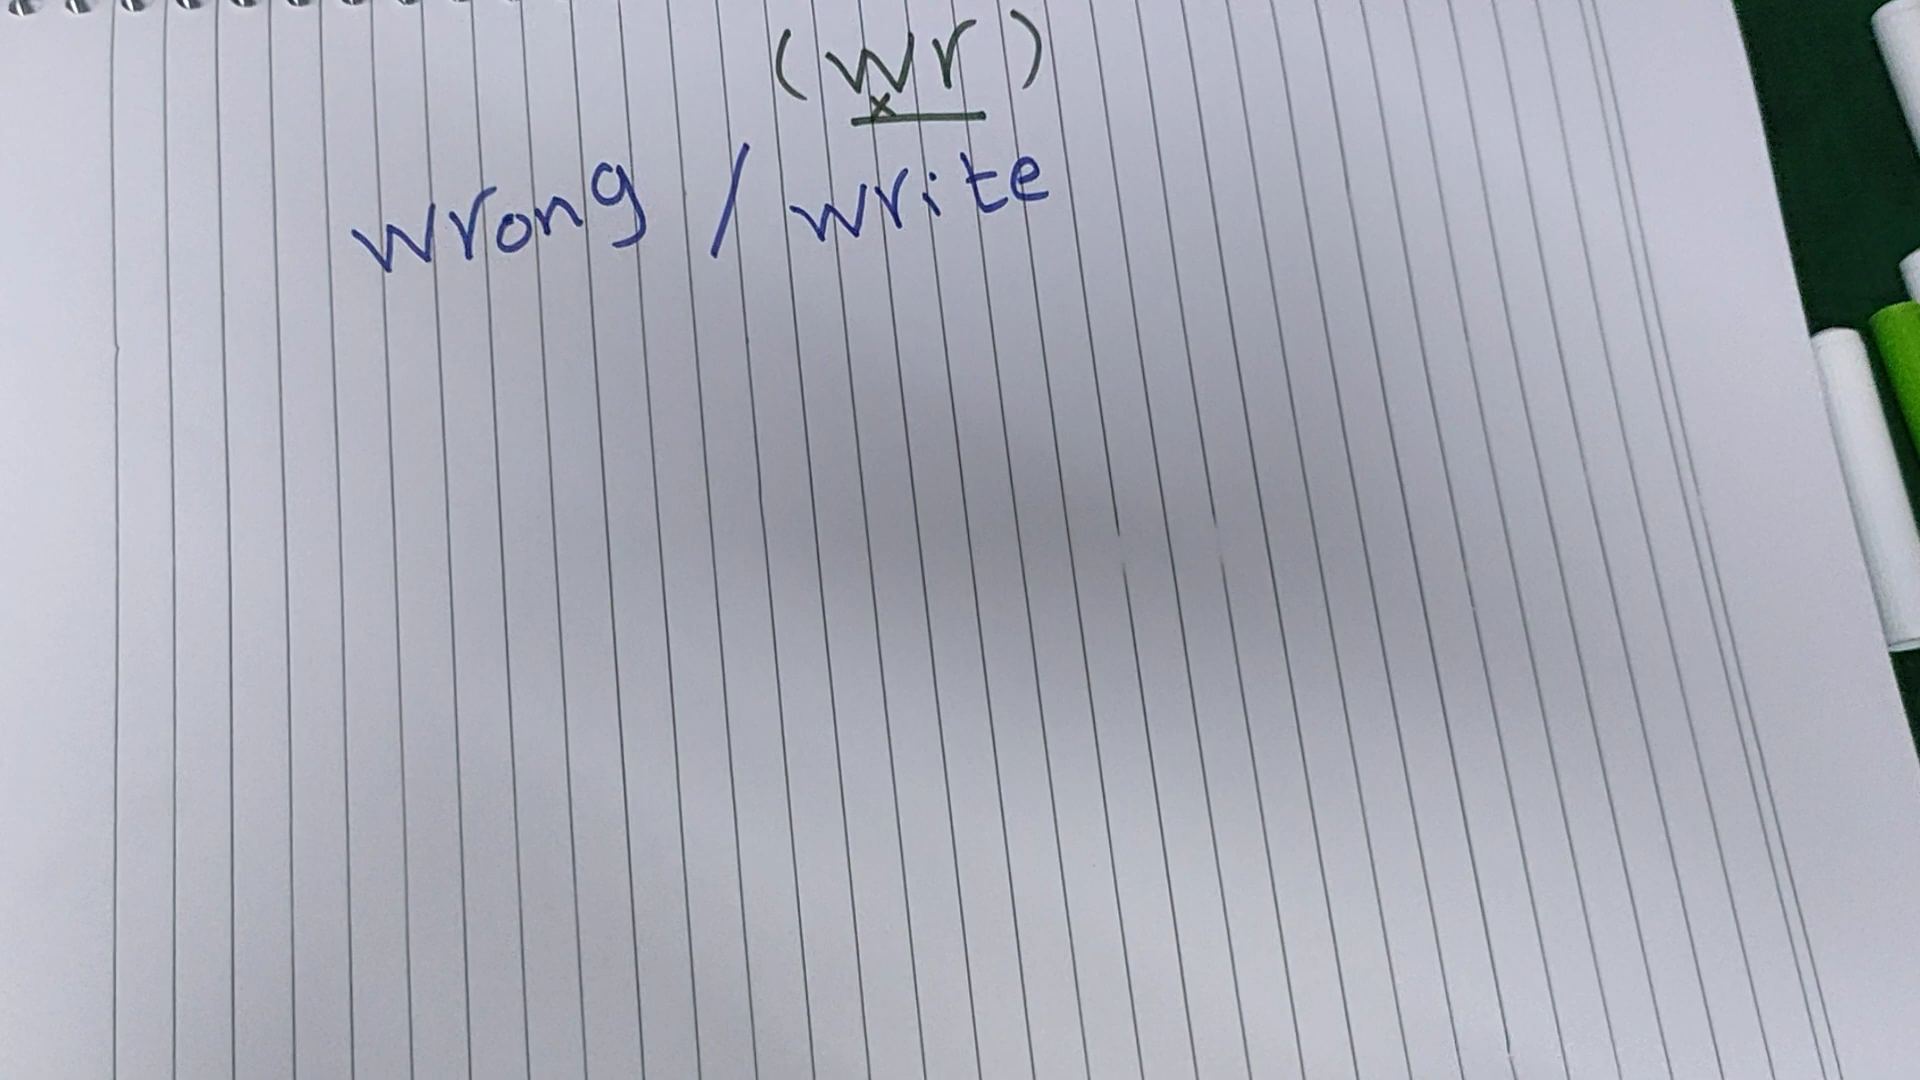 (wr)
x
wrong / write